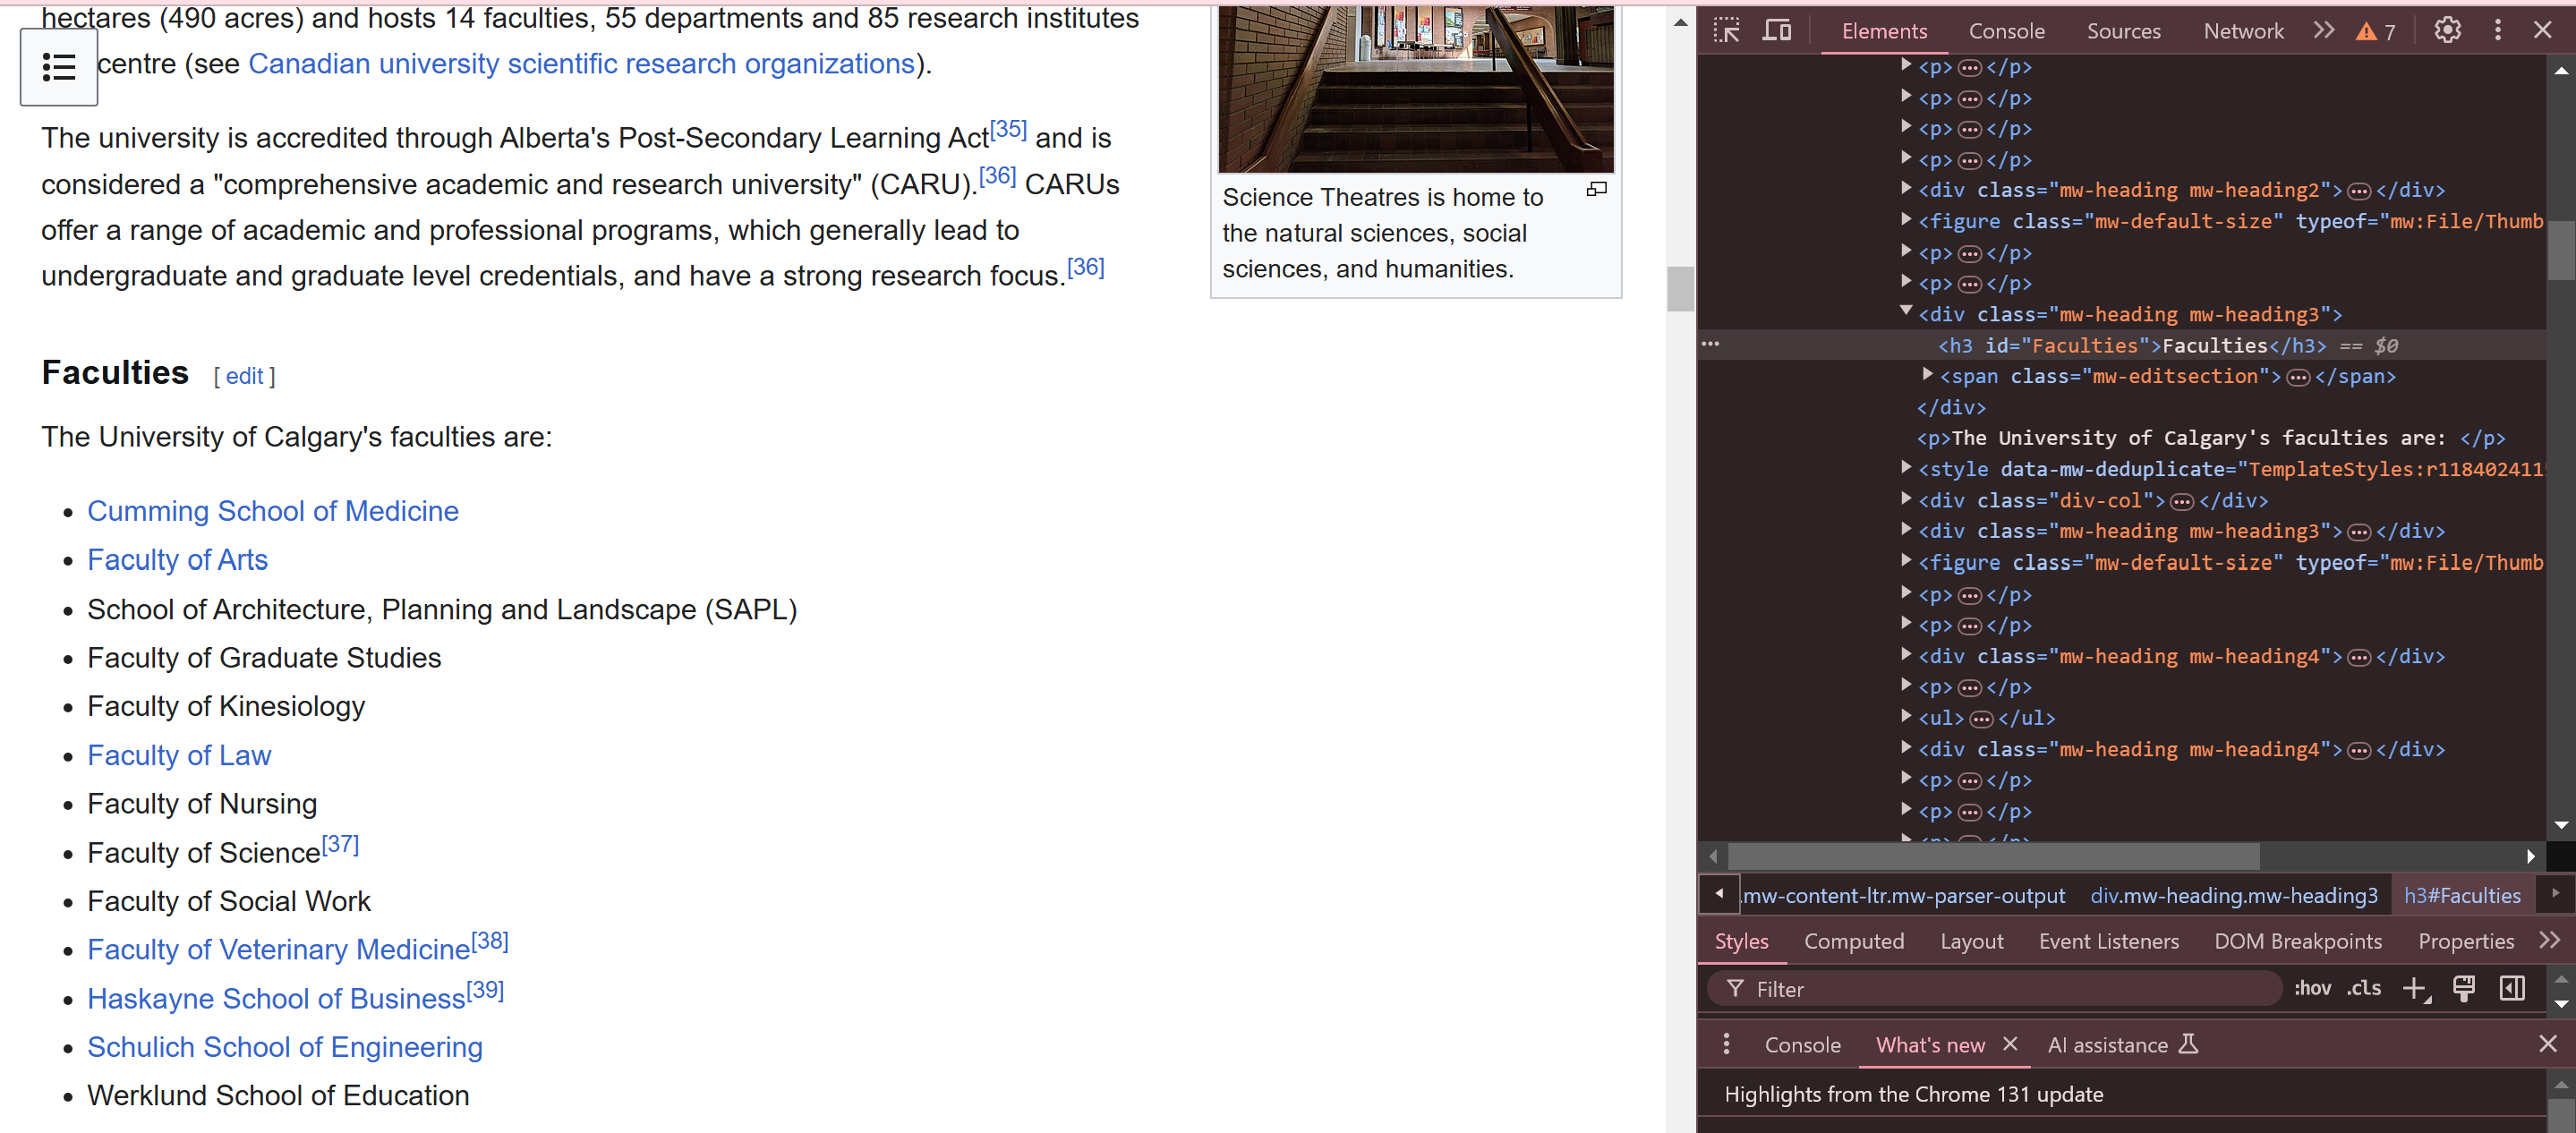 hectares (490 acres) and hosts 14 faculties, 55 departments and 85 research institutes
centre (see Canadian university scientific research organizations).
The university is accredited through Alberta's Post-Secondary Learning Act[35] and is
considered a "comprehensive academic and research university" (CARU).[36] CARUs
offer a range of academic and professional programs, which generally lead to
undergraduate and graduate level credentials, and have a strong research focus.[36]
Science Theatres is home to
the natural sciences, social
sciences, and humanities.
Faculties [ edit ]
The University of Calgary's faculties are:
• Cumming School of Medicine
• Faculty of Arts
• School of Architecture, Planning and Landscape (SAPL)
• Faculty of Graduate Studies
• Faculty of Kinesiology
• Faculty of Law
• Faculty of Nursing
• Faculty of Science[37]
• Faculty of Social Work
• Faculty of Veterinary Medicine[38]
• Haskayne School of Business[39]
• Schulich School of Engineering
• Werklund School of Education
Elements Console Sources Network 7
<p>…</p>
<p>…</p>
<p>…</p>
<p>…</p>
<div class="mw-heading mw-heading2">…</div>
<figure class="mw-default-size" typeof="mw:File/Thumb
<p>…</p>
<p>…</p>
<div class="mw-heading mw-heading3">
<h3 id="Faculties">Faculties</h3> == $0
<span class="mw-editsection">…</span>
</div>
<p>The University of Calgary's faculties are: </p>
<style data-mw-deduplicate="TemplateStyles:r118402411
<div class="div-col">…</div>
<div class="mw-heading mw-heading3">…</div>
<figure class="mw-default-size" typeof="mw:File/Thumb
<p>…</p>
<p>…</p>
<div class="mw-heading mw-heading4">…</div>
<p>…</p>
<ul>…</ul>
<div class="mw-heading mw-heading4">…</div>
<p>…</p>
<p>…</p>
.mw-content-ltr.mw-parser-output div.mw-heading.mw-heading3 h3#Faculties
Styles Computed Layout Event Listeners DOM Breakpoints Properties
Filter :hov .cls
Console What's new AI assistance
Highlights from the Chrome 131 update